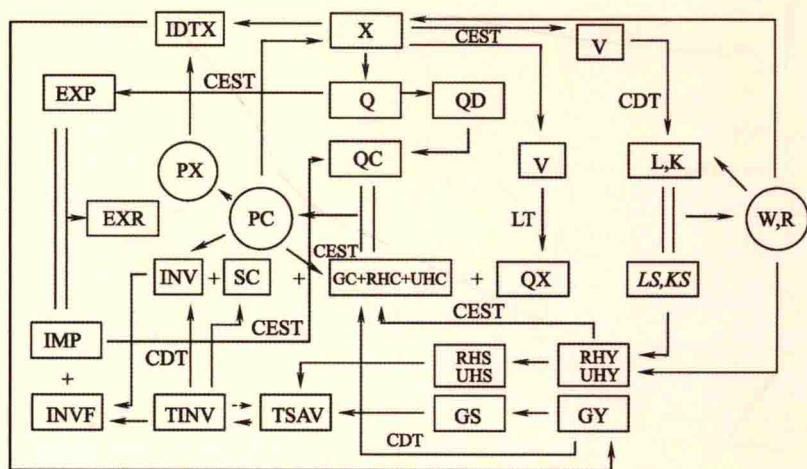 IDTX X CEST V
EXP CEST Q QD CDT
QC V L,K
PX
EXR PC CEST LT W,R
INV + SC + GC+RHC+UHC + QX LS,KS
IMP CDT CEST CEST
RHS RHY
UHS UHY
+
INVF TINV TSAV GS GY
CDT